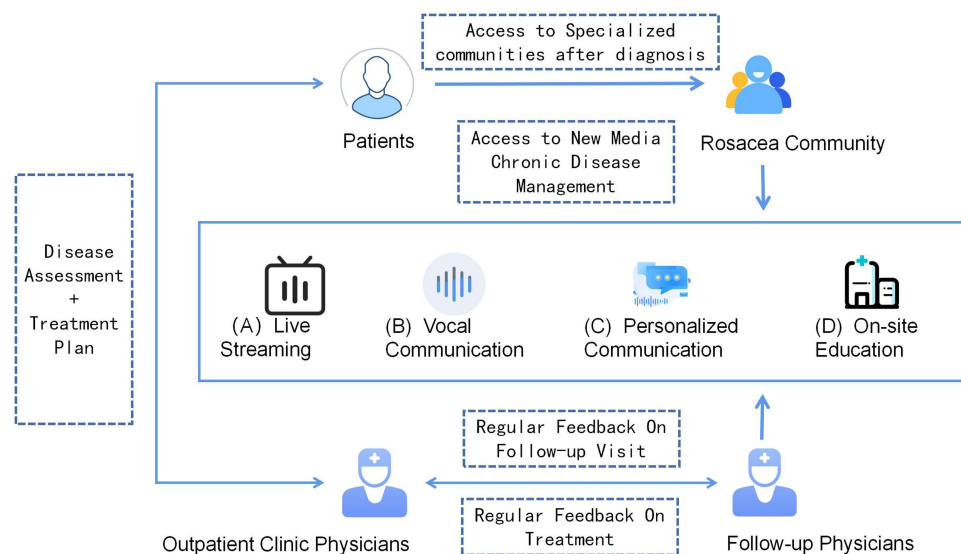 Access to Specialized
communities after diagnosis
Patients
Access to New Media
Chronic Disease
Management
Rosacea Community
Disease
Assessment
+
Treatment
Plan
(A) Live
Streaming
(B) Vocal
Communication
(C) Personalized
Communication
(D) On-site
Education
Regular Feedback On
Follow-up Visit
Regular Feedback On
Treatment
Outpatient Clinic Physicians
Follow-up Physicians